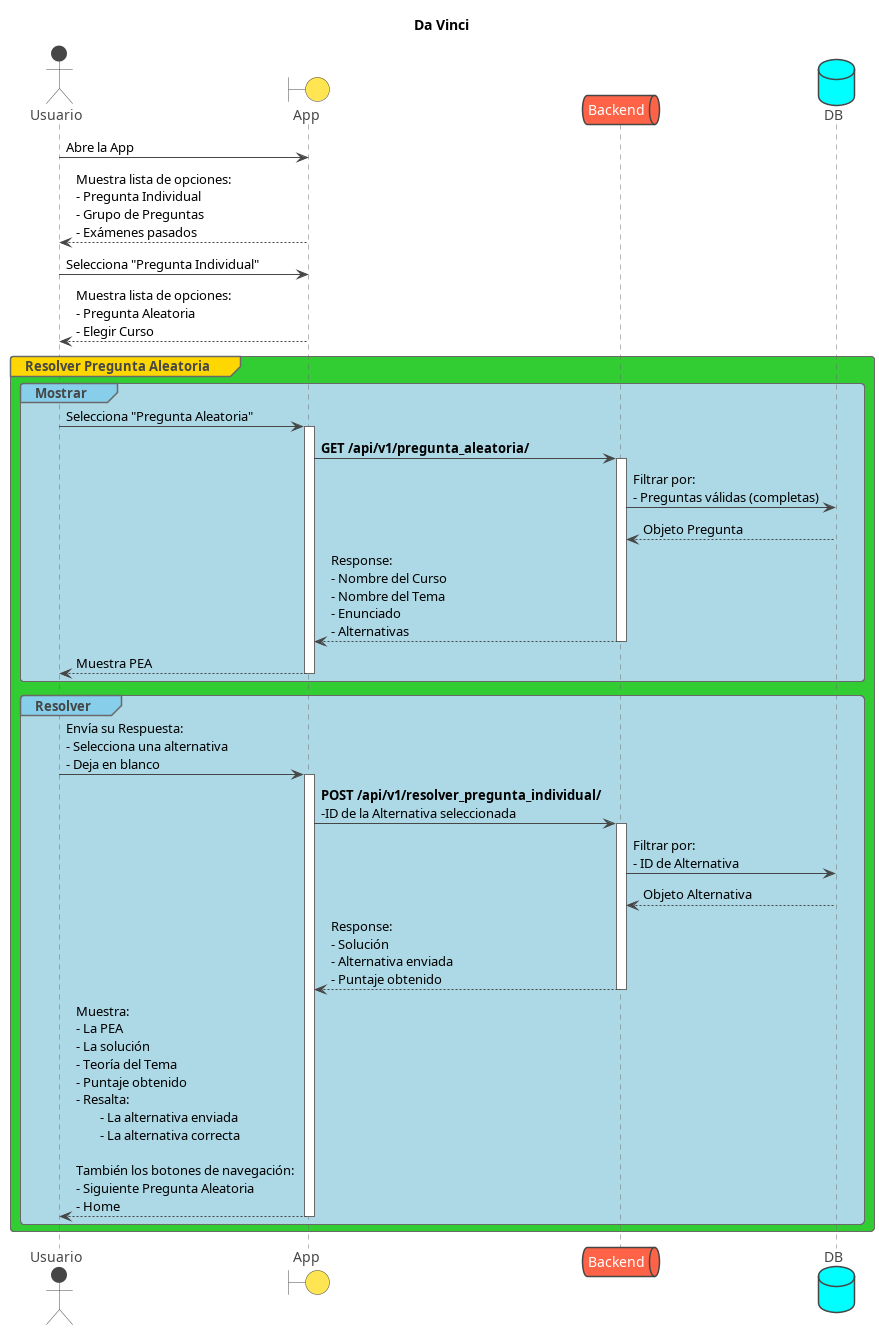 Da Vinci
Usuario
App
Backend
DB
Abre la App
Muestra lista de opciones:
- Pregunta Individual
- Grupo de Preguntas
- Exámenes pasados
Selecciona "Pregunta Individual"
Muestra lista de opciones:
- Pregunta Aleatoria
- Elegir Curso
Resolver Pregunta Aleatoria
Mostrar
Selecciona "Pregunta Aleatoria"
GET /api/v1/pregunta_aleatoria/
Filtrar por:
- Preguntas válidas (completas)
Objeto Pregunta
Response:
- Nombre del Curso
- Nombre del Tema
- Enunciado
- Alternativas
Muestra PEA
Resolver
Envía su Respuesta:
- Selecciona una alternativa
- Deja en blanco
POST /api/v1/resolver_pregunta_individual/
-ID de la Alternativa seleccionada
Filtrar por:
- ID de Alternativa
Objeto Alternativa
Response:
- Solución
- Alternativa enviada
- Puntaje obtenido
Muestra:
- La PEA
- La solución
- Teoría del Tema
- Puntaje obtenido
- Resalta:
- La alternativa enviada
- La alternativa correcta
También los botones de navegación:
- Siguiente Pregunta Aleatoria
- Home
Usuario
App
Backend
DB